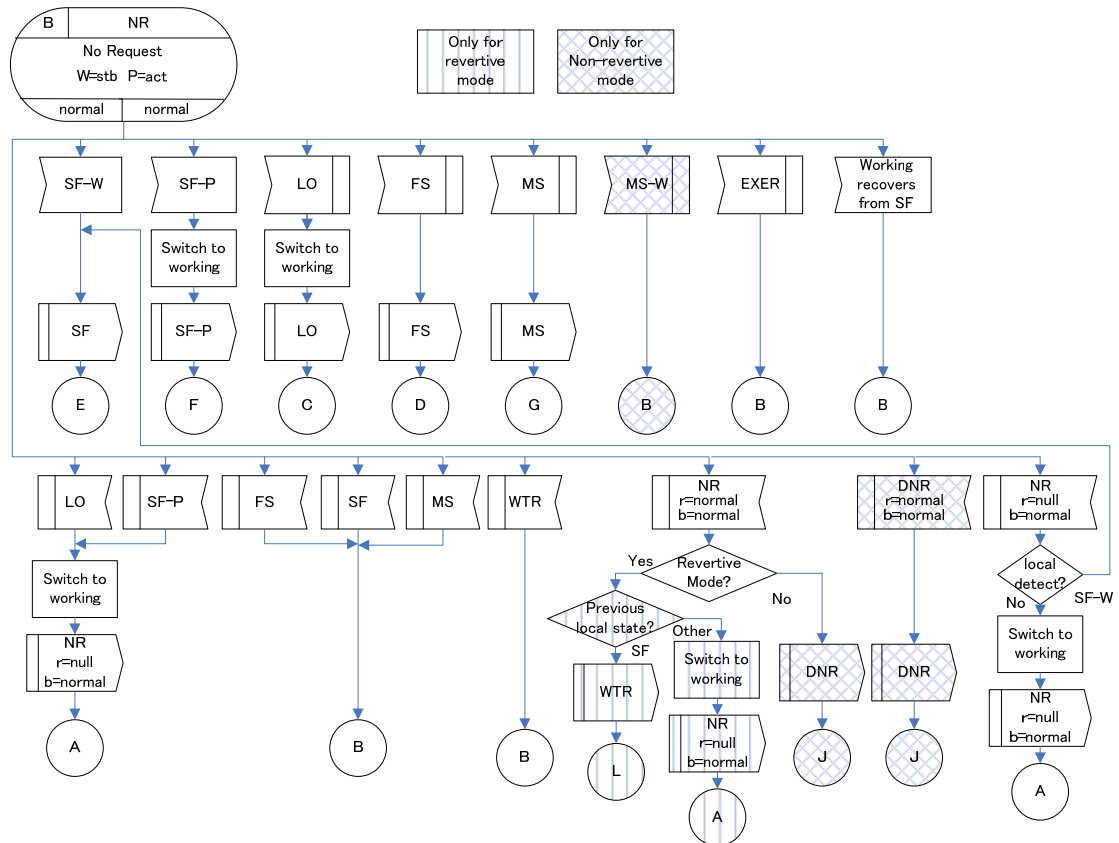 B NR
No Request
W=stb P=act
normal normal
Only for
revertive
mode
Only for
Non-revertive
mode
SF-W
SF-P
LO
FS
MS
MS-W
EXER
Working
recovers
from SF
Switch to
working
Switch to
working
SF
SF-P
LO
FS
MS
E
F
C
D
G
B
B
B
LO
SF-P
FS
SF
MS
WTR
NR
r=normal
b=normal
DNR
r=normal
b=normal
NR
r=null
b=normal
Yes
Revertive
Mode?
No
local
detect?
No
SF-W
Switch to
working
Previous
local state?
Other
SF
Switch to
working
Switch to
working
NR
r=null
b=normal
WTR
DNR
DNR
NR
r=null
b=normal
NR
r=null
b=normal
A
B
B
L
J
J
A
A